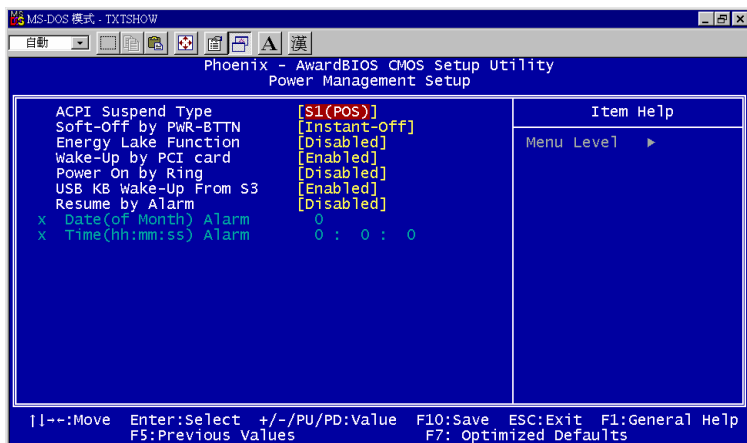 MS-DOS 模式 - TXTSHOW
自動
A 漢
Phoenix - AwardBIOS CMOS Setup Utility
Power Management Setup
ACPI Suspend Type [S1(POS)]
Soft-Off by PWR-BTTN [Instant-Off]
Energy Lake Function [Disabled]
Wake-Up by PCI card [Enabled]
Power On by Ring [Disabled]
USB KB Wake-Up From S3 [Enabled]
Resume by Alarm [Disabled]
x Date(of Month) Alarm 0
x Time(hh:mm:ss) Alarm 0 : 0 : 0
Item Help
Menu Level ►
↑↓→←:Move Enter:Select +/-/PU/PD:Value F10:Save ESC:Exit F1:General Help
F5:Previous Values F7: Optimized Defaults